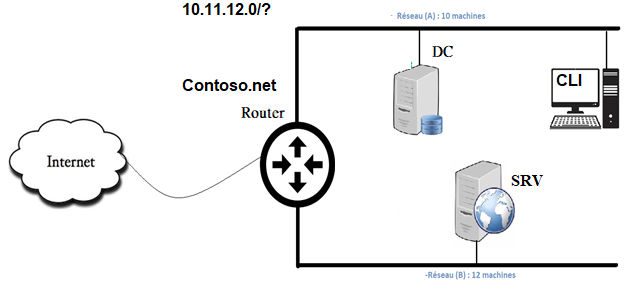 10.11.12.0/?
- Réseau (A) : 10 machines
DC
CLI
Contoso.net
Router
Internet
SRV
-Réseau (B) : 12 machines